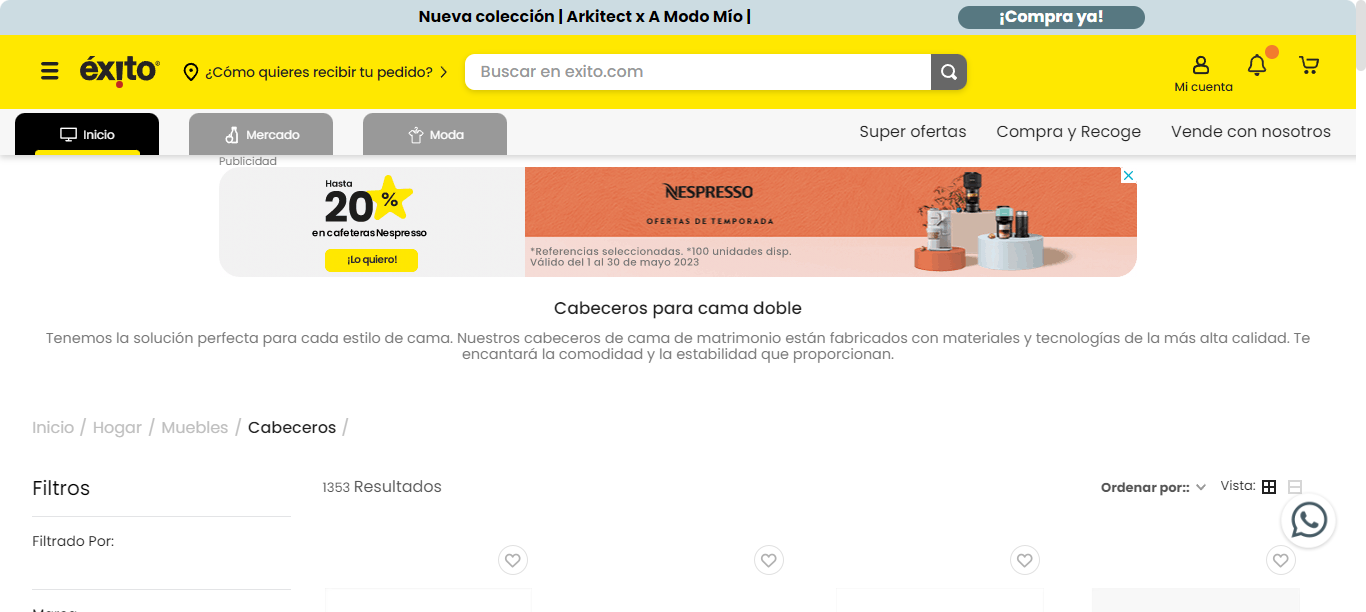 Nueva colección | Arkitect x A Modo Mío |
¡Compra ya!
éxito
¿Cómo quieres recibir tu pedido?
Buscar en exito.com
Mi cuenta
Inicio
Mercado
Moda
Super ofertas
Compra y Recoge
Vende con nosotros
Publicidad
Hasta
20 %
en cafeteras Nespresso
¡Lo quiero!
NESPRESSO
OFERTAS DE TEMPORADA
*Referencias seleccionadas. *100 unidades disp.
Válido del 1 al 30 de mayo 2023
Cabeceros para cama doble
Tenemos la solución perfecta para cada estilo de cama. Nuestros cabeceros de cama de matrimonio están fabricados con materiales y tecnologías de la más alta calidad. Te
encantará la comodidad y la estabilidad que proporcionan.
Inicio / Hogar / Muebles / Cabeceros /
Filtros
1353 Resultados
Ordenar por::
Vista:
Filtrado Por: